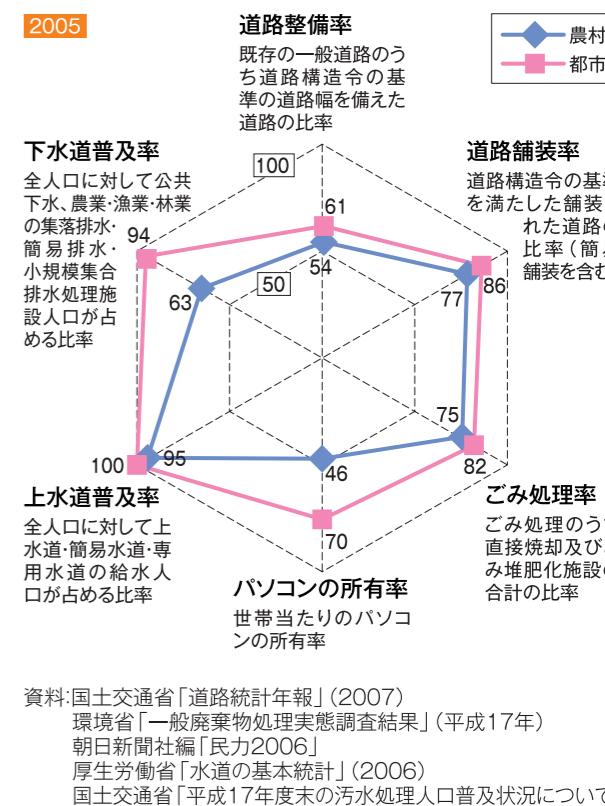 2005
道路整備率
既存の一般道路のう
ち道路構造令の基
準の道路幅を備えた
道路の比率
農村
都市
下水道普及率
全人口に対して公共
下水、農業・漁業・林業
の集落排水・
簡易排水・
小規模集合
排水処理施
設人口が占
める比率
道路舗装率
道路構造令の基準
を満たした舗装
れた道路の
比率(簡易
舗装を含む
100
50
61
54
94
63
77
86
75
82
100
95
46
70
上水道普及率
全人口に対して上
水道・簡易水道・専
用水道の給水人
口が占める比率
パソコンの所有率
世帯当たりのパソコ
ンの所有率
ごみ処理率
ごみ処理のう
直接焼却及び
み堆肥化施設の
合計の比率
資料:国土交通省「道路統計年報」(2007)
環境省「一般廃棄物処理実態調査結果」(平成17年)
朝日新聞社編「民力2006」
厚生労働省「水道の基本統計」(2006)
国土交通省「平成17年度末の汚水処理人口普及状況について